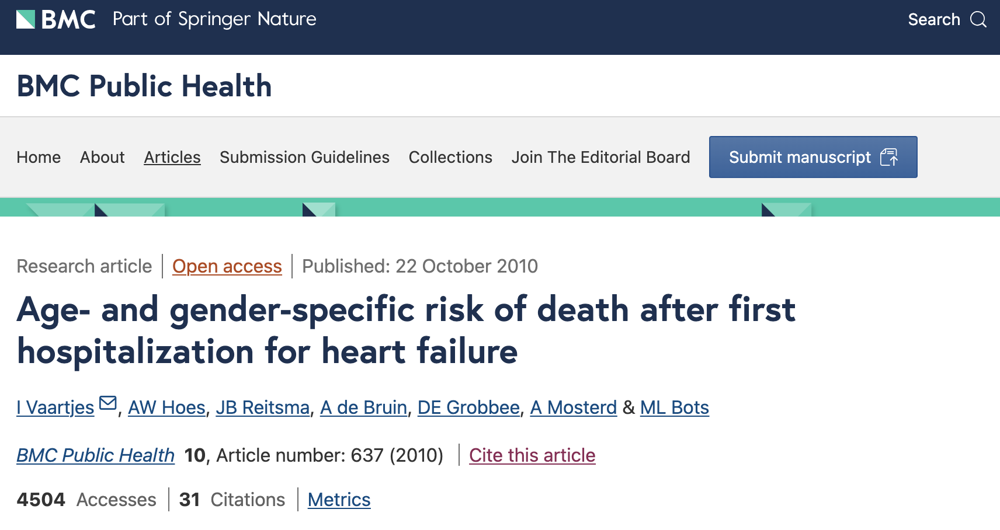 BMC Part of Springer Nature Search
BMC Public Health
Home About Articles Submission Guidelines Collections Join The Editorial Board Submit manuscript
Research article | Open access | Published: 22 October 2010
Age- and gender-specific risk of death after first
hospitalization for heart failure
I Vaartjes, AW Hoes, JB Reitsma, A de Bruin, DE Grobbee, A Mosterd & ML Bots
BMC Public Health 10, Article number: 637 (2010) | Cite this article
4504 Accesses | 31 Citations | Metrics